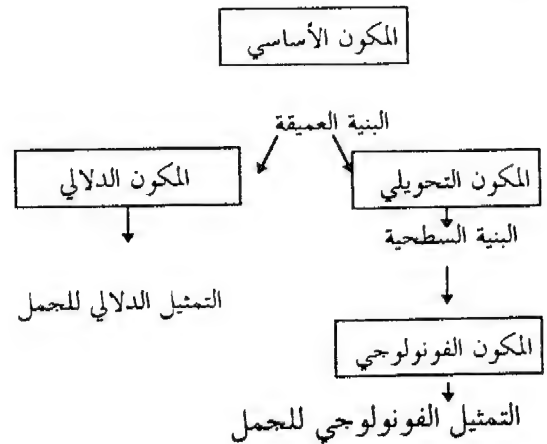 المكون الأساسي
البنية العميقة
المكون التحويلي
المكون الدلالي
البنية السطحية
التمثيل الدلالي للجمل
المكون الفونولوجي
التمثيل الفونولوجي للجمل